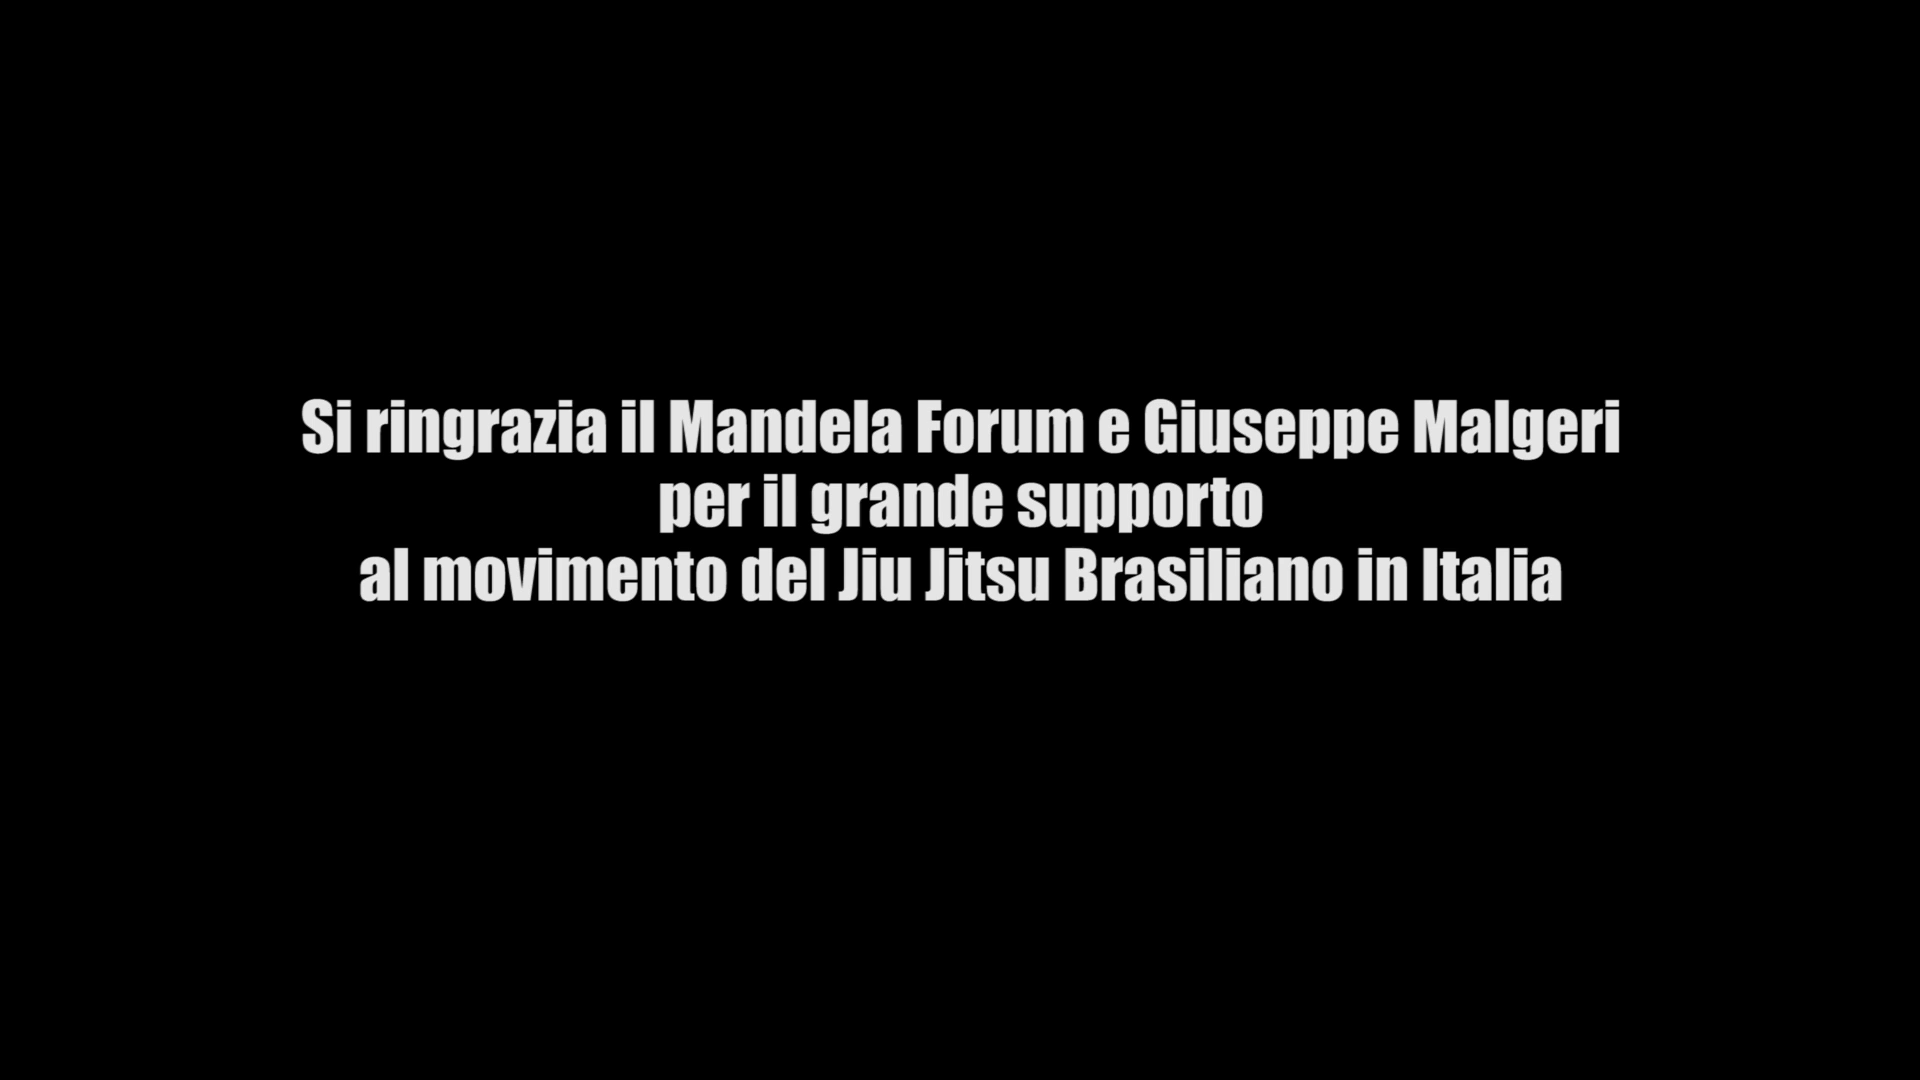 Si ringrazia il Mandela Forum e Giuseppe Malgeri
per il grande supporto
al movimento del Jiu Jitsu Brasiliano in Italia